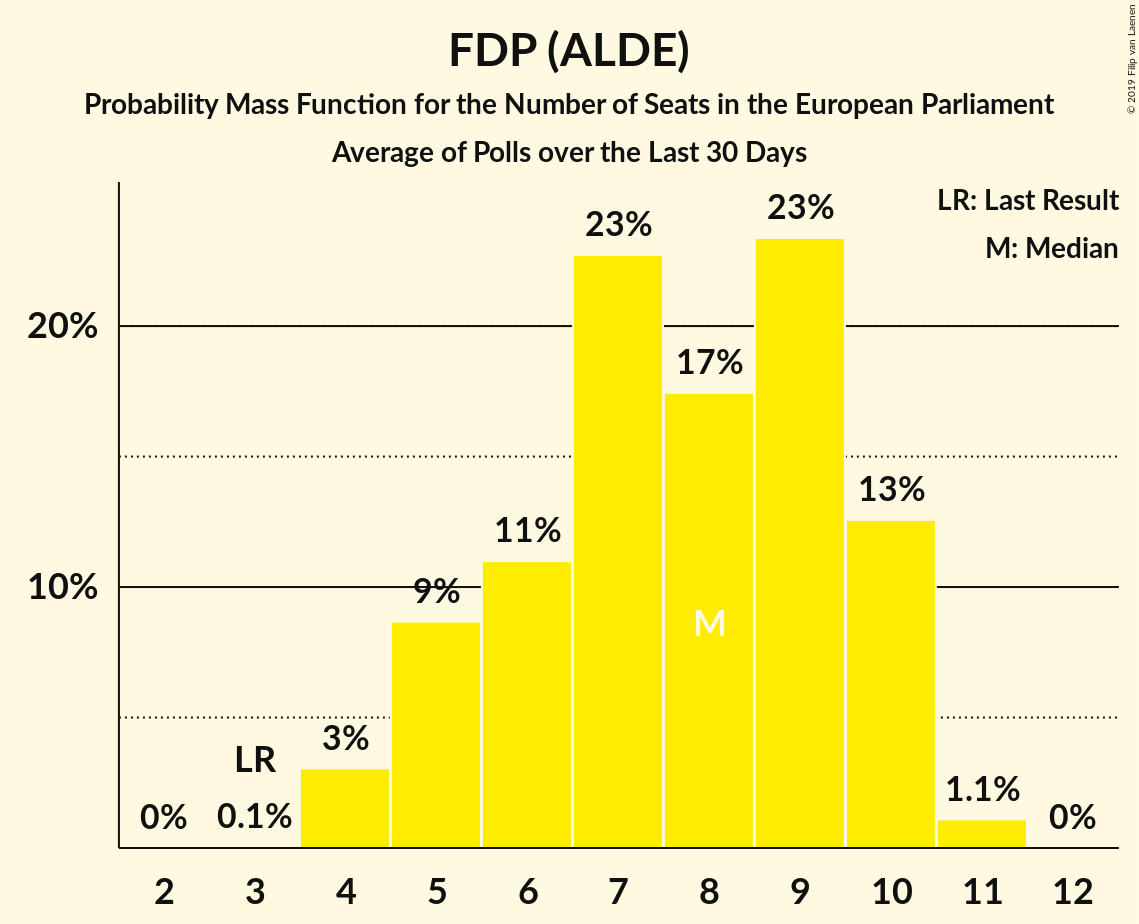 FDP (ALDE)
Probability Mass Function for the Number of Seats in the European Parliament
Average of Polls over the Last 30 Days
© 2019 Filip van Laenen
LR: Last Result
M: Median
20%
10%
0%
LR
0.1%
3%
9%
11%
23%
17%
M
23%
13%
1.1%
0%
2 3 4 5 6 7 8 9 10 11 12